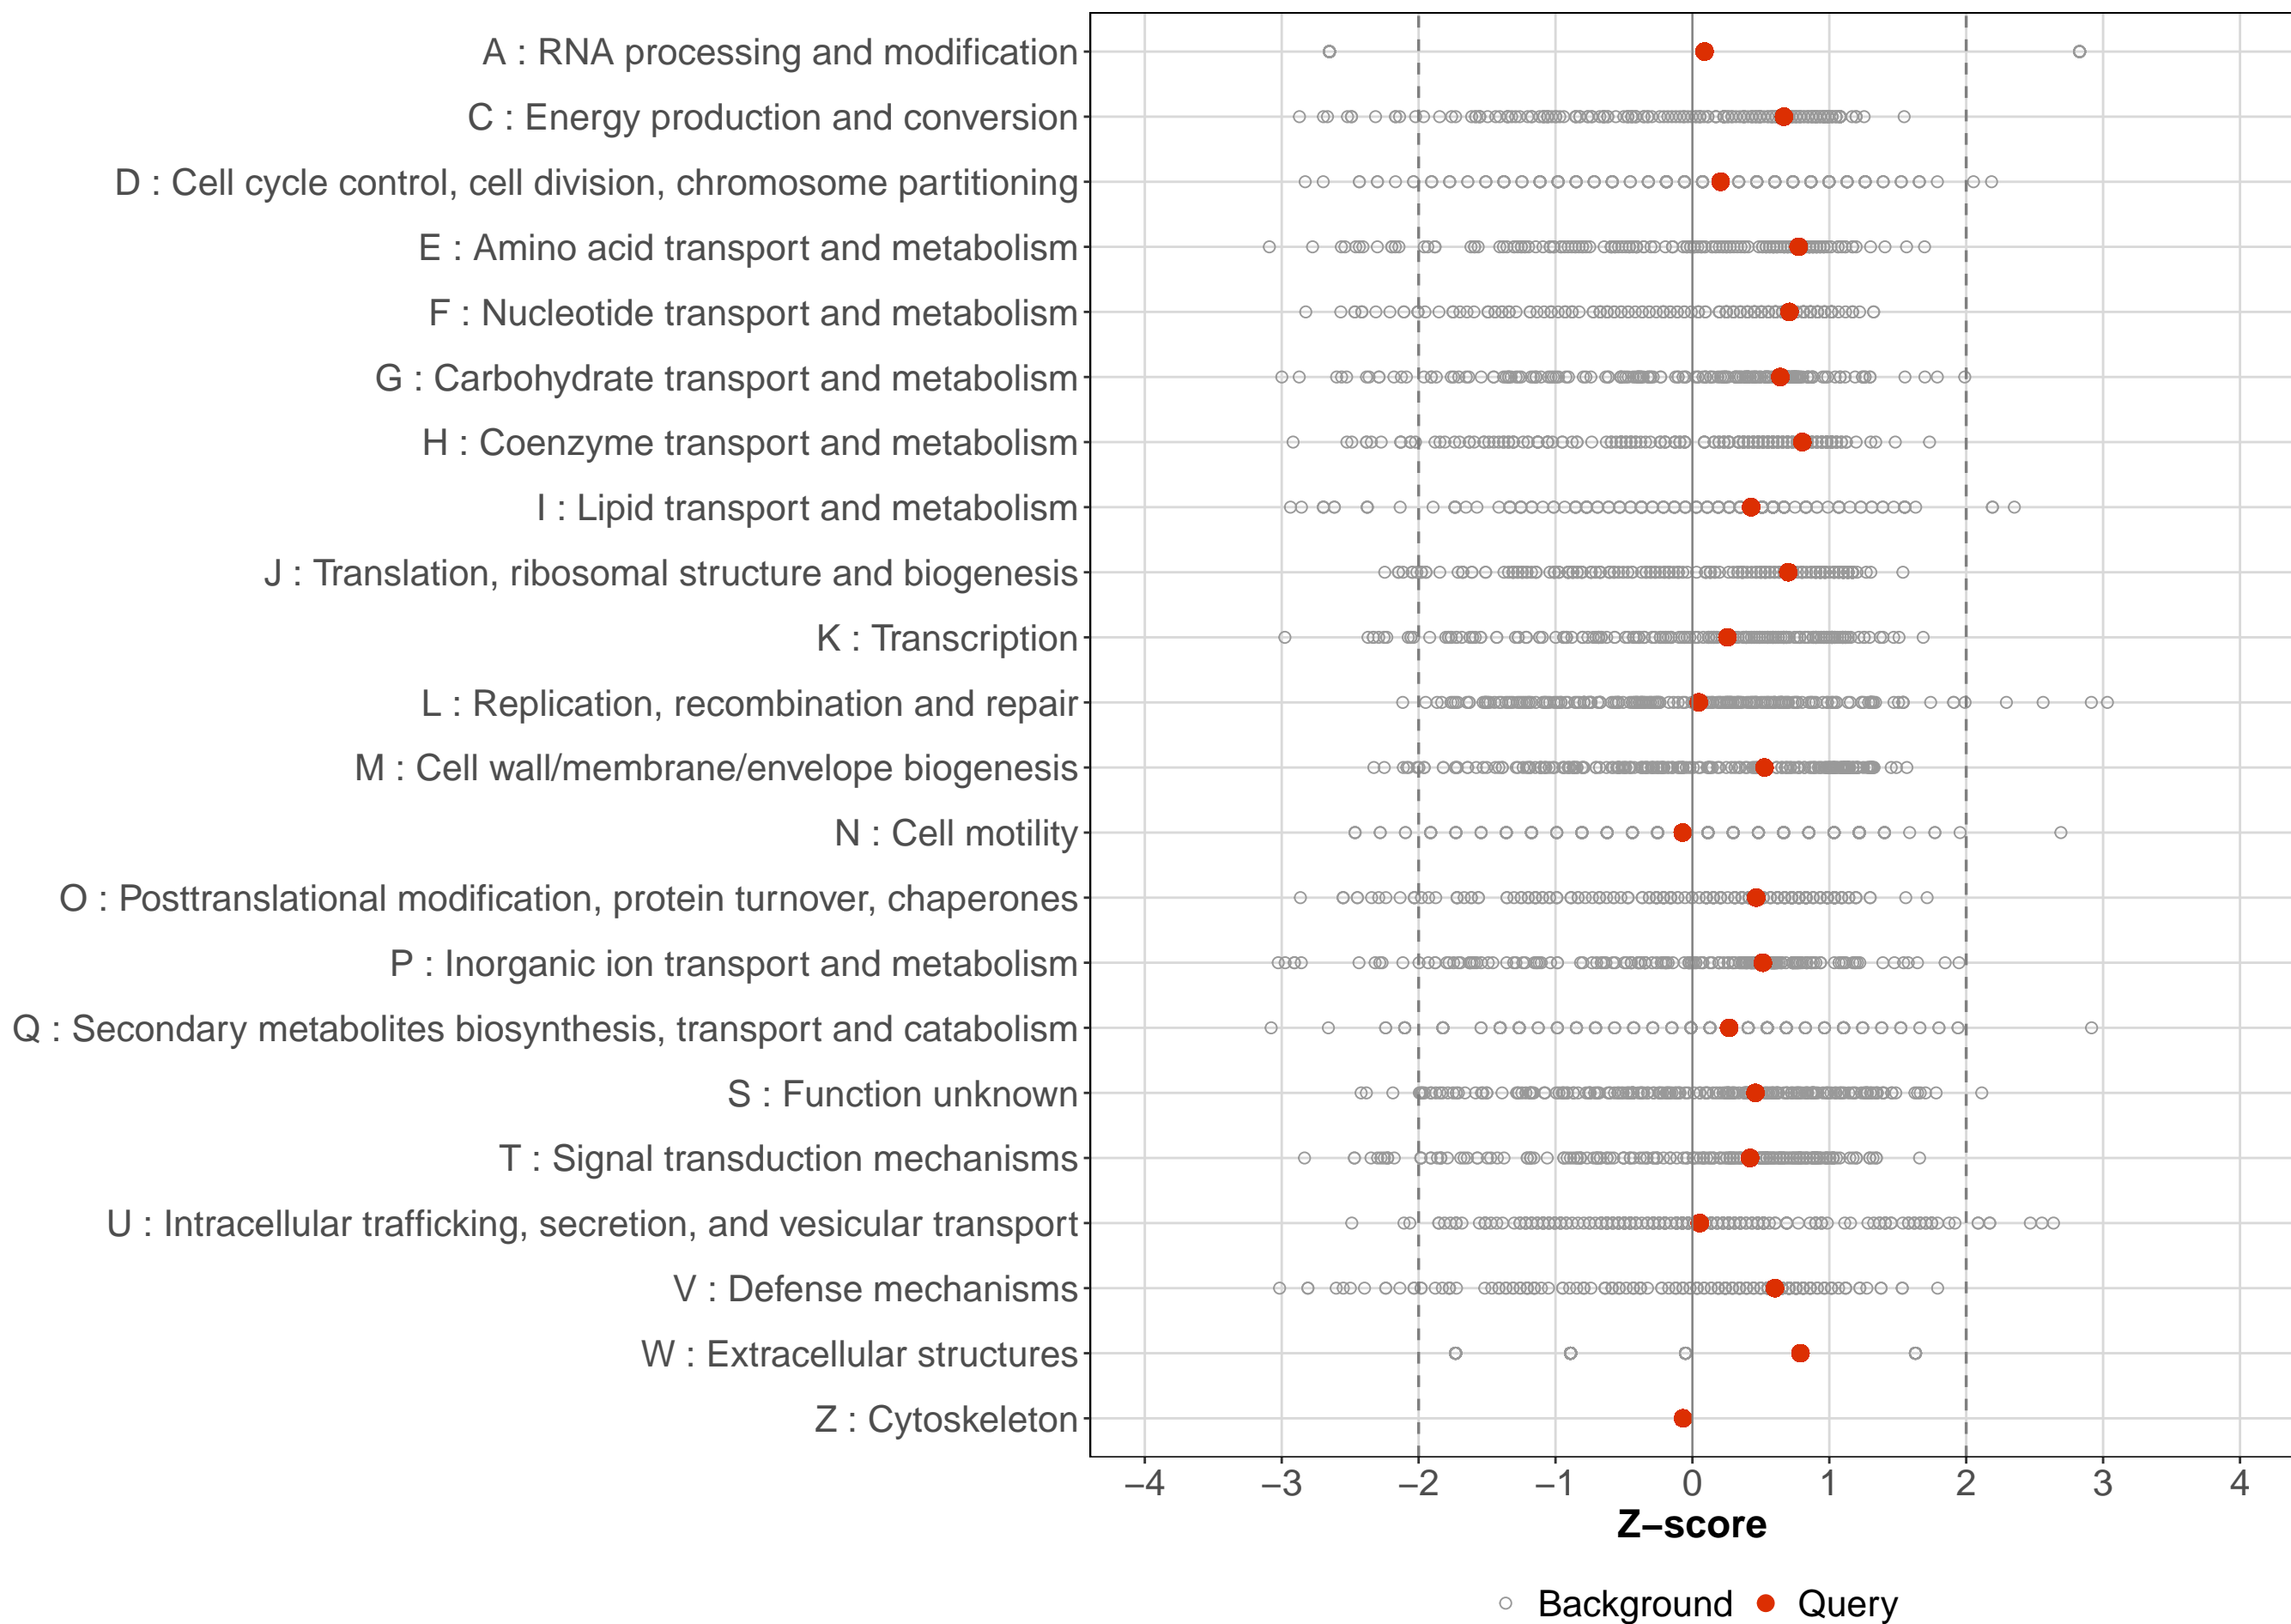 A : RNA processing and modification
C : Energy production and conversion
D : Cell cycle control, cell division, chromosome partitioning
E : Amino acid transport and metabolism
F : Nucleotide transport and metabolism
G : Carbohydrate transport and metabolism
H : Coenzyme transport and metabolism
I : Lipid transport and metabolism
J : Translation, ribosomal structure and biogenesis
K : Transcription
L : Replication, recombination and repair
M : Cell wall/membrane/envelope biogenesis
N : Cell motility
O : Posttranslational modification, protein turnover, chaperones
P : Inorganic ion transport and metabolism
Q : Secondary metabolites biosynthesis, transport and catabolism
S : Function unknown
T : Signal transduction mechanisms
U : Intracellular trafficking, secretion, and vesicular transport
V : Defense mechanisms
W : Extracellular structures
Z : Cytoskeleton
−4 −3 −2 −1 0 1 2 3 4
Z−score
Background Query